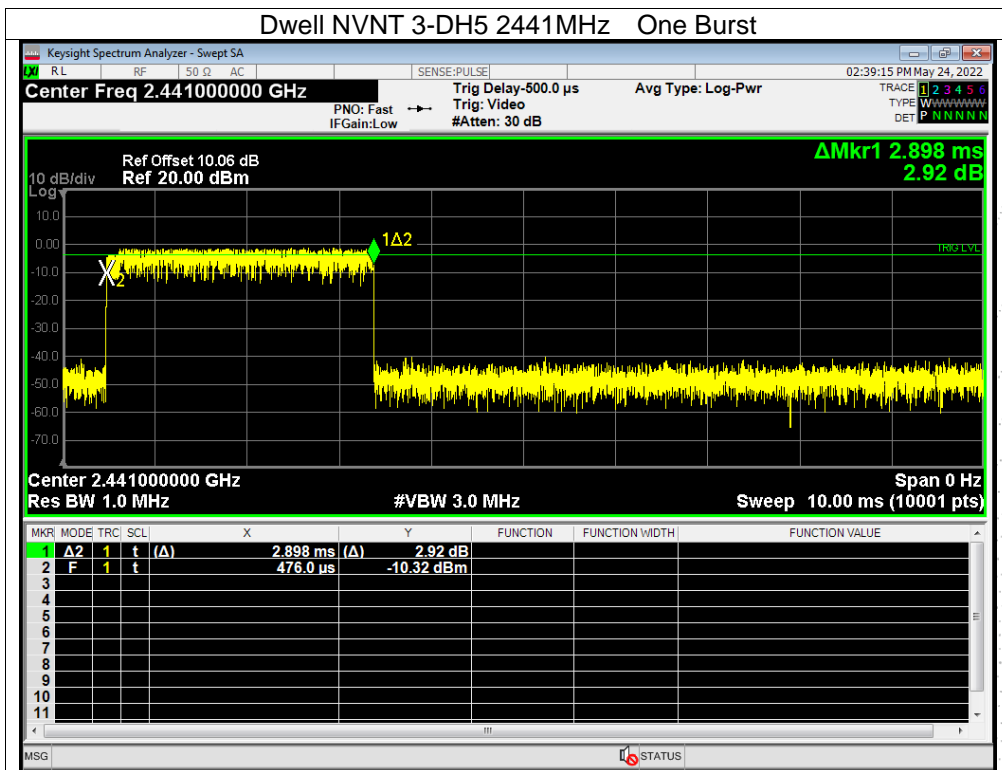 Dwell NVNT 3-DH5 2441MHz One Burst
Keysight Spectrum Analyzer - Swept SA
LXI RL RF 50 Ω AC SENSE:PULSE 02:39:15 PM May 24, 2022
Center Freq 2.441000000 GHz
PNO: Fast
IFGain:Low
Trig Delay-500.0 µs
Trig: Video
#Atten: 30 dB
Avg Type: Log-Pwr
TRACE 1 2 3 4 5 6
TYPE WWWWWW
DET P N N N N N
ΔMkr1 2.898 ms
2.92 dB
Ref Offset 10.06 dB
10 dB/div Ref 20.00 dBm
Log
10.0
0.00
-10.0
-20.0
-30.0
-40.0
-50.0
-60.0
-70.0
1Δ2
TRIG LVL
X2
Center 2.441000000 GHz Span 0 Hz
Res BW 1.0 MHz #VBW 3.0 MHz Sweep 10.00 ms (10001 pts)
MKR MODE TRC SCL X Y FUNCTION FUNCTION WIDTH FUNCTION VALUE
1 Δ2 1 t (Δ) 2.898 ms (Δ) 2.92 dB
2 F 1 t 476.0 µs -10.32 dBm
3
4
5
6
7
8
9
10
11
MSG STATUS